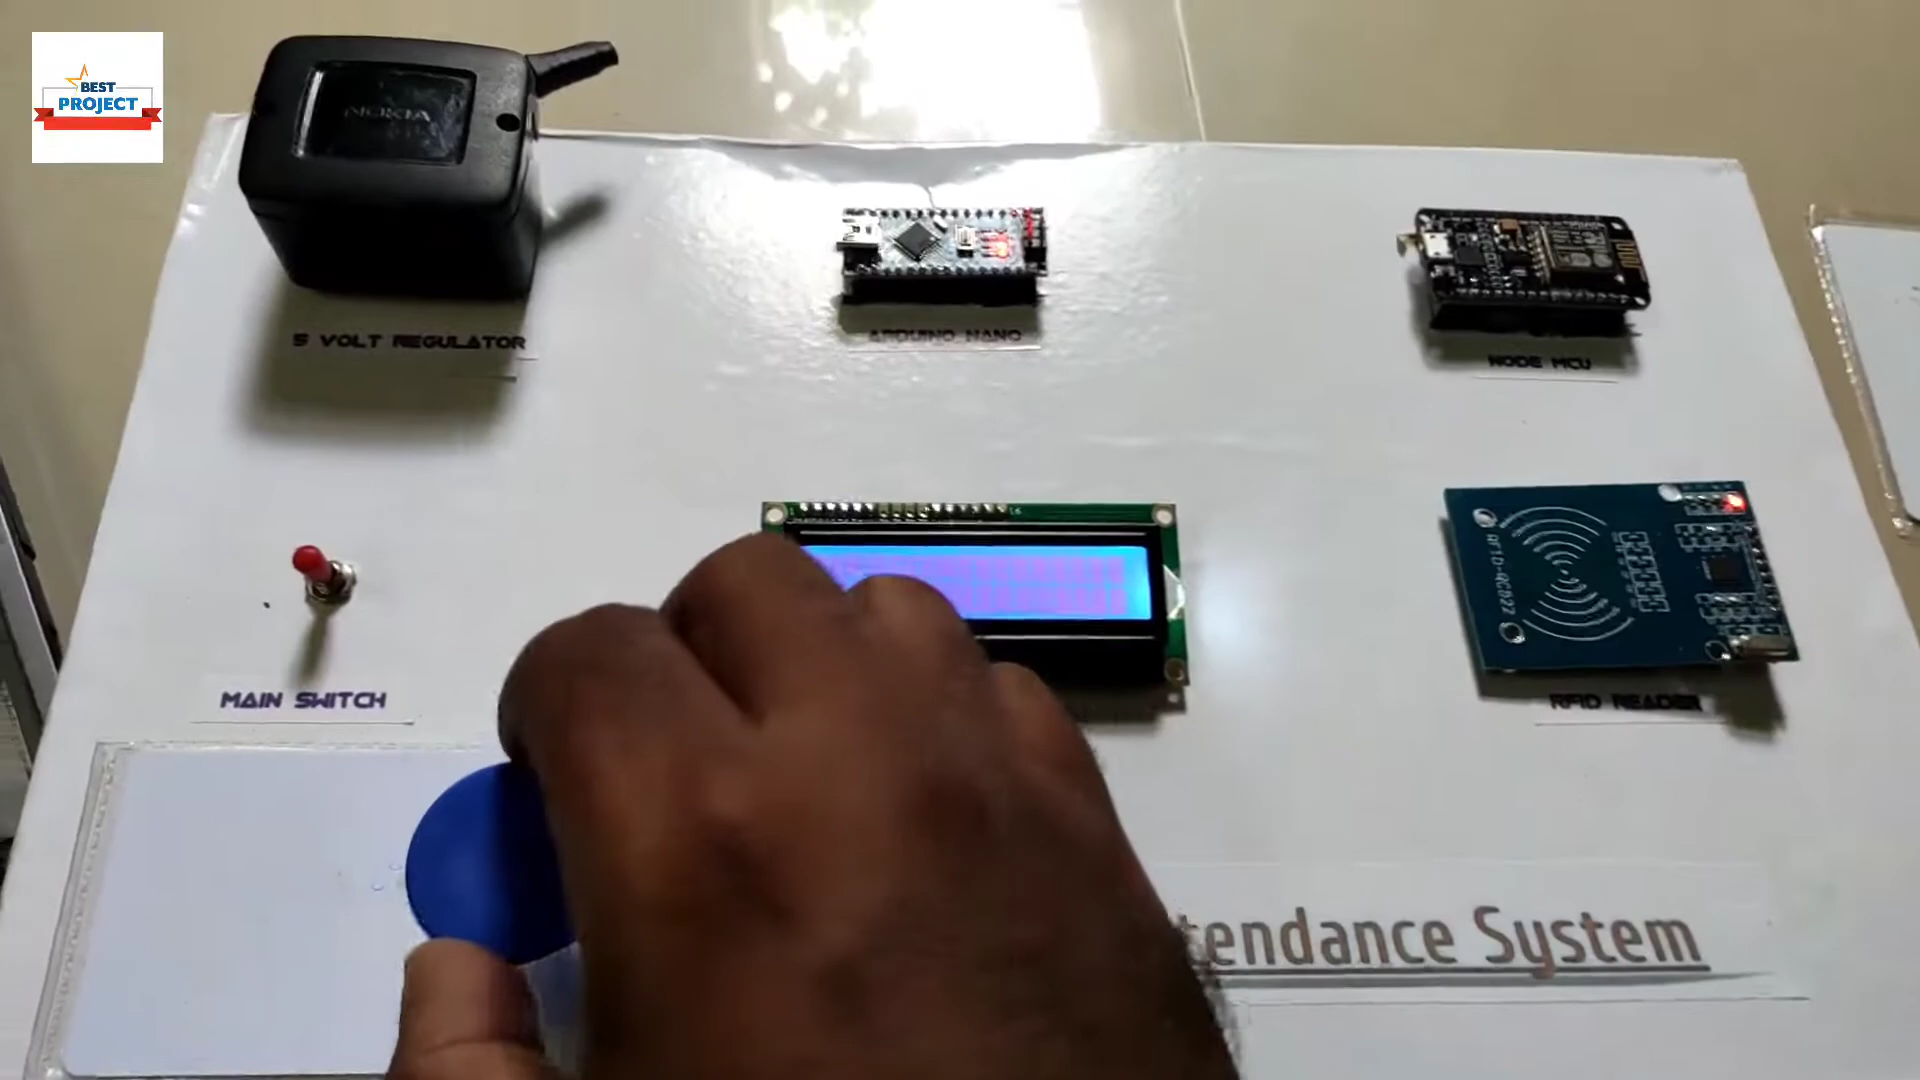 BEST
PROJECT
NOKIA
5 VOLT REGULATOR
ARDUINO NANO
NODE MCU
RFID-RC522
MAIN SWITCH
RFID READER
tendance System